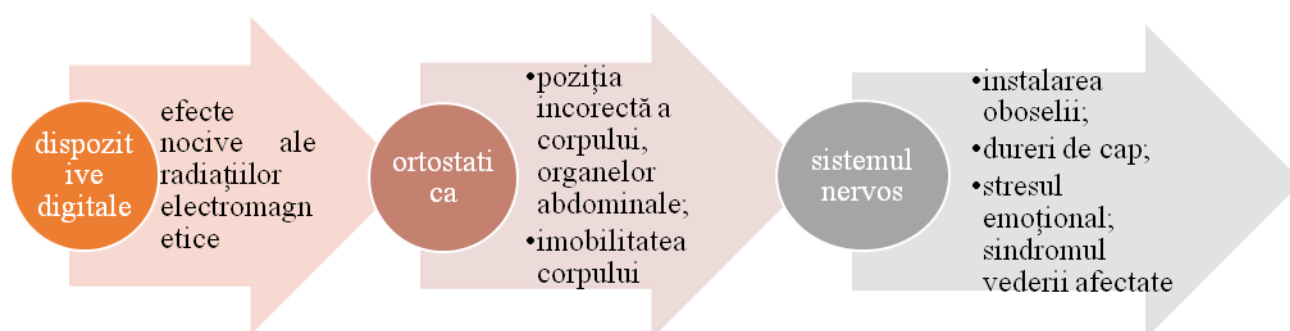 dispozit
ive
digitale
efecte
nocive ale
radiațiilor
electromagn
etice
ortostati
ca
•poziția
incorectă a
corpului,
organelor
abdominale;
•imobilitatea
corpului
sistemul
nervos
•instalarea
oboselii;
•dureri de cap;
•stresul
emoțional;
sindromul
vederii afectate